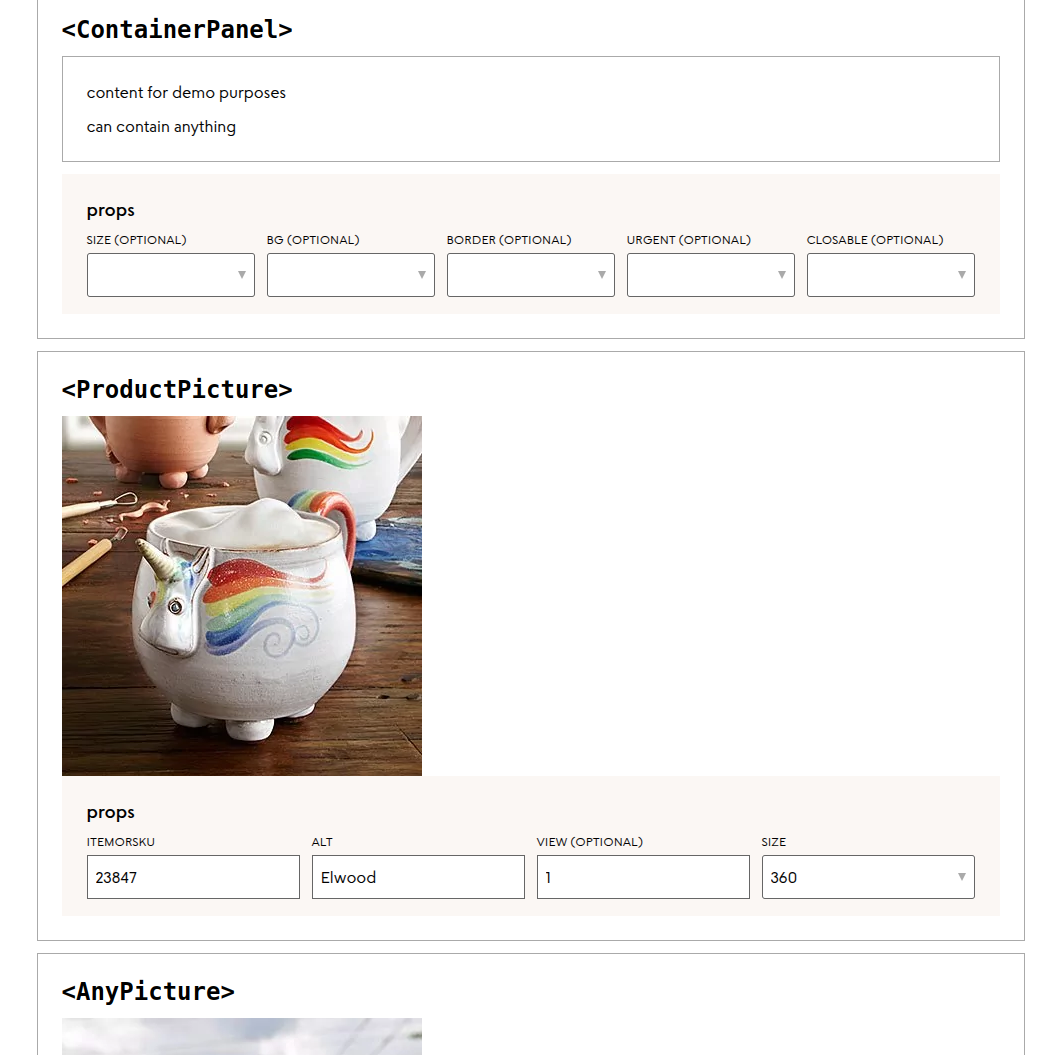 <ContainerPanel>
content for demo purposes
can contain anything
props
SIZE (OPTIONAL) BG (OPTIONAL) BORDER (OPTIONAL) URGENT (OPTIONAL) CLOSABLE (OPTIONAL)
<ProductPicture>
props
ITEMORSKU ALT VIEW (OPTIONAL) SIZE
23847 Elwood 1 360
<AnyPicture>